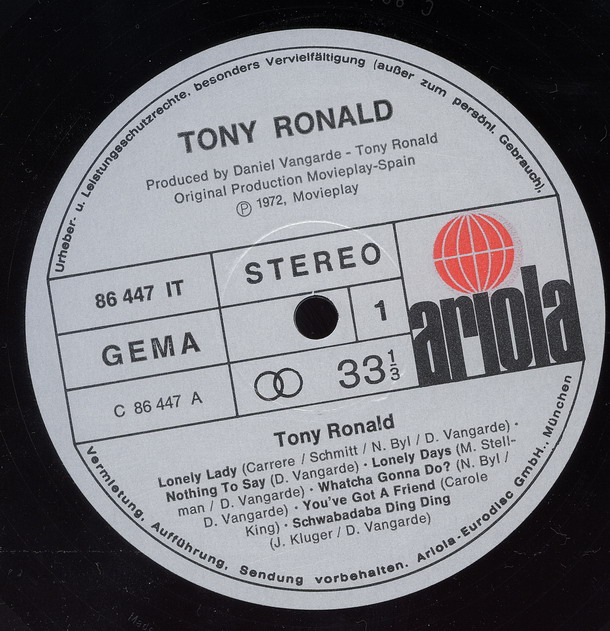 Urheber- u. Leistungsschutzrechte, besonders Vervielfältigung (außer zum persönl. Gebrauch),
TONY RONALD
Produced by Daniel Vangarde - Tony Ronald
Original Production Movieplay-Spain
Ⓟ 1972, Movieplay
86 447 IT
STEREO
ariola
GEMA
1
C 86 447 A
33 1/3
Tony Ronald
Lonely Lady (Carrere / Schmitt / N. Byl / D. Vangarde) ·
Nothing To Say (D. Vangarde) · Lonely Days (M. Stell-
man / D. Vangarde) · Whatcha Gonna Do? (N. Byl /
D. Vangarde) · You've Got A Friend (Carole
King) · Schwabadaba Ding Ding
(J. Kluger / D. Vangarde)
Vermietung, Aufführung, Sendung vorbehalten. Ariola-Eurodisc GmbH., München